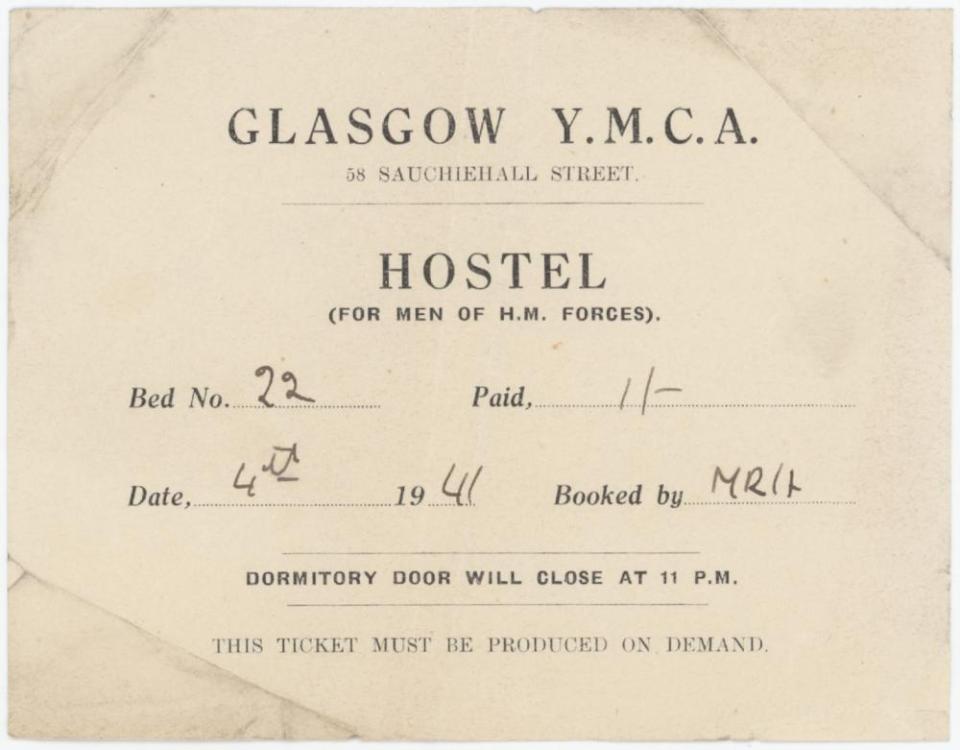 GLASGOW Y.M.C.A.
58 SAUCHIEHALL STREET.
HOSTEL
(FOR MEN OF H.M. FORCES).
Bed No. 22 Paid, 1/-
Date, 4th 1941 Booked by
DORMITORY DOOR WILL CLOSE AT 11 P.M.
THIS TICKET MUST BE PRODUCED ON DEMAND.